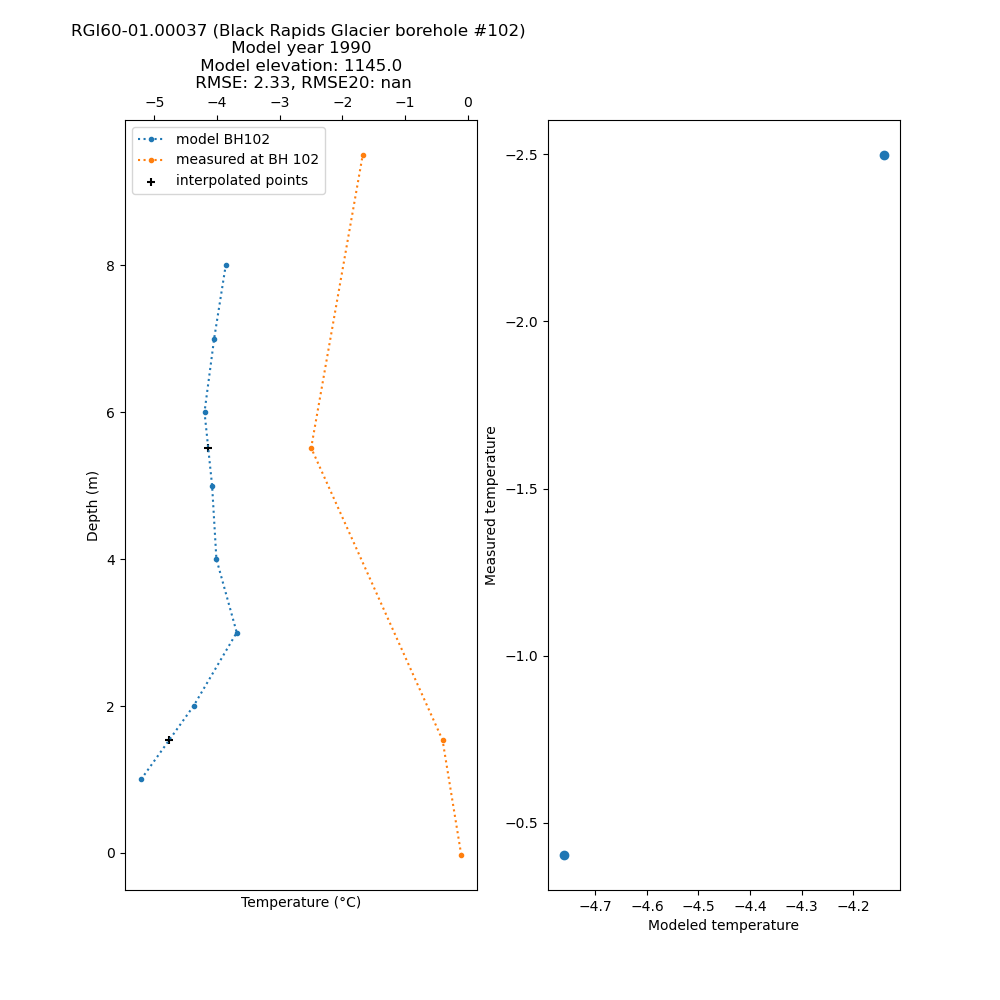 RGI60-01.00037 (Black Rapids Glacier borehole #102)
Model year 1990
Model elevation: 1145.0
RMSE: 2.33, RMSE20: nan
−5 −4 −3 −2 −1 0
model BH102
measured at BH 102
interpolated points
8
6
4
2
0
Depth (m)
Temperature (°C)
−2.5
−2.0
−1.5
−1.0
−0.5
Measured temperature
−4.7 −4.6 −4.5 −4.4 −4.3 −4.2
Modeled temperature